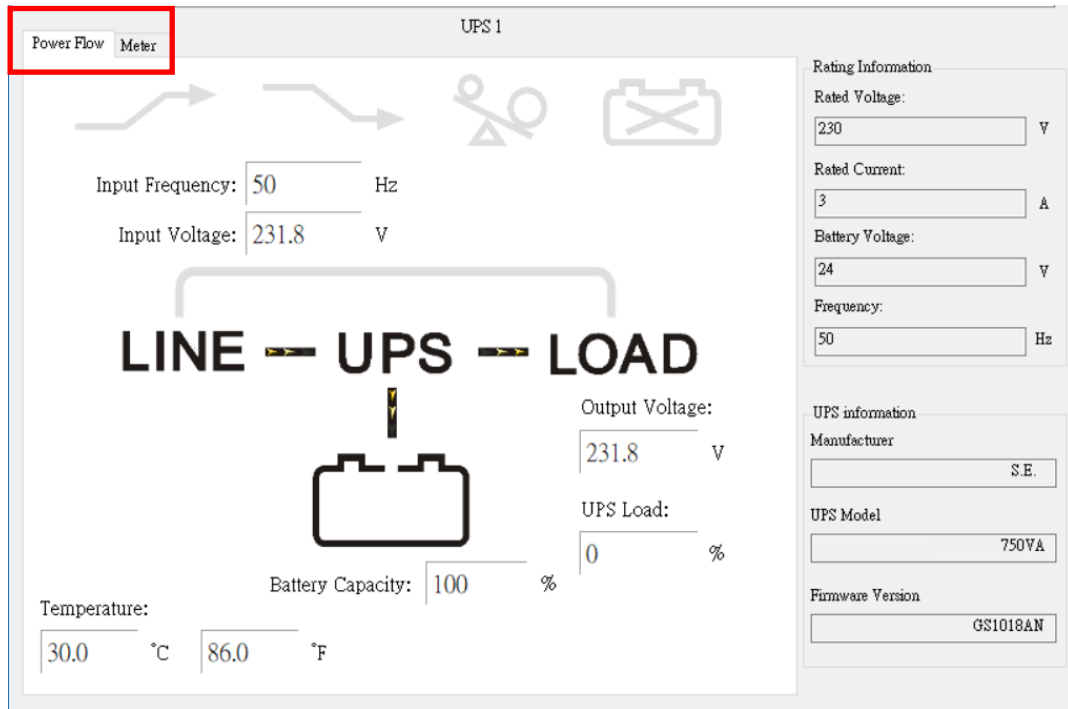 UPS 1
Power Flow Meter
Input Frequency: 50 Hz
Input Voltage: 231.8 V
LINE UPS LOAD
Output Voltage:
231.8 V
UPS Load:
0 %
Battery Capacity: 100 %
Temperature:
30.0 °C 86.0 °F
Rating Information
Rated Voltage:
230 V
Rated Current:
3 A
Battery Voltage:
24 V
Frequency:
50 Hz
UPS information
Manufacturer
S.E.
UPS Model
750VA
Firmware Version
GS1018AN